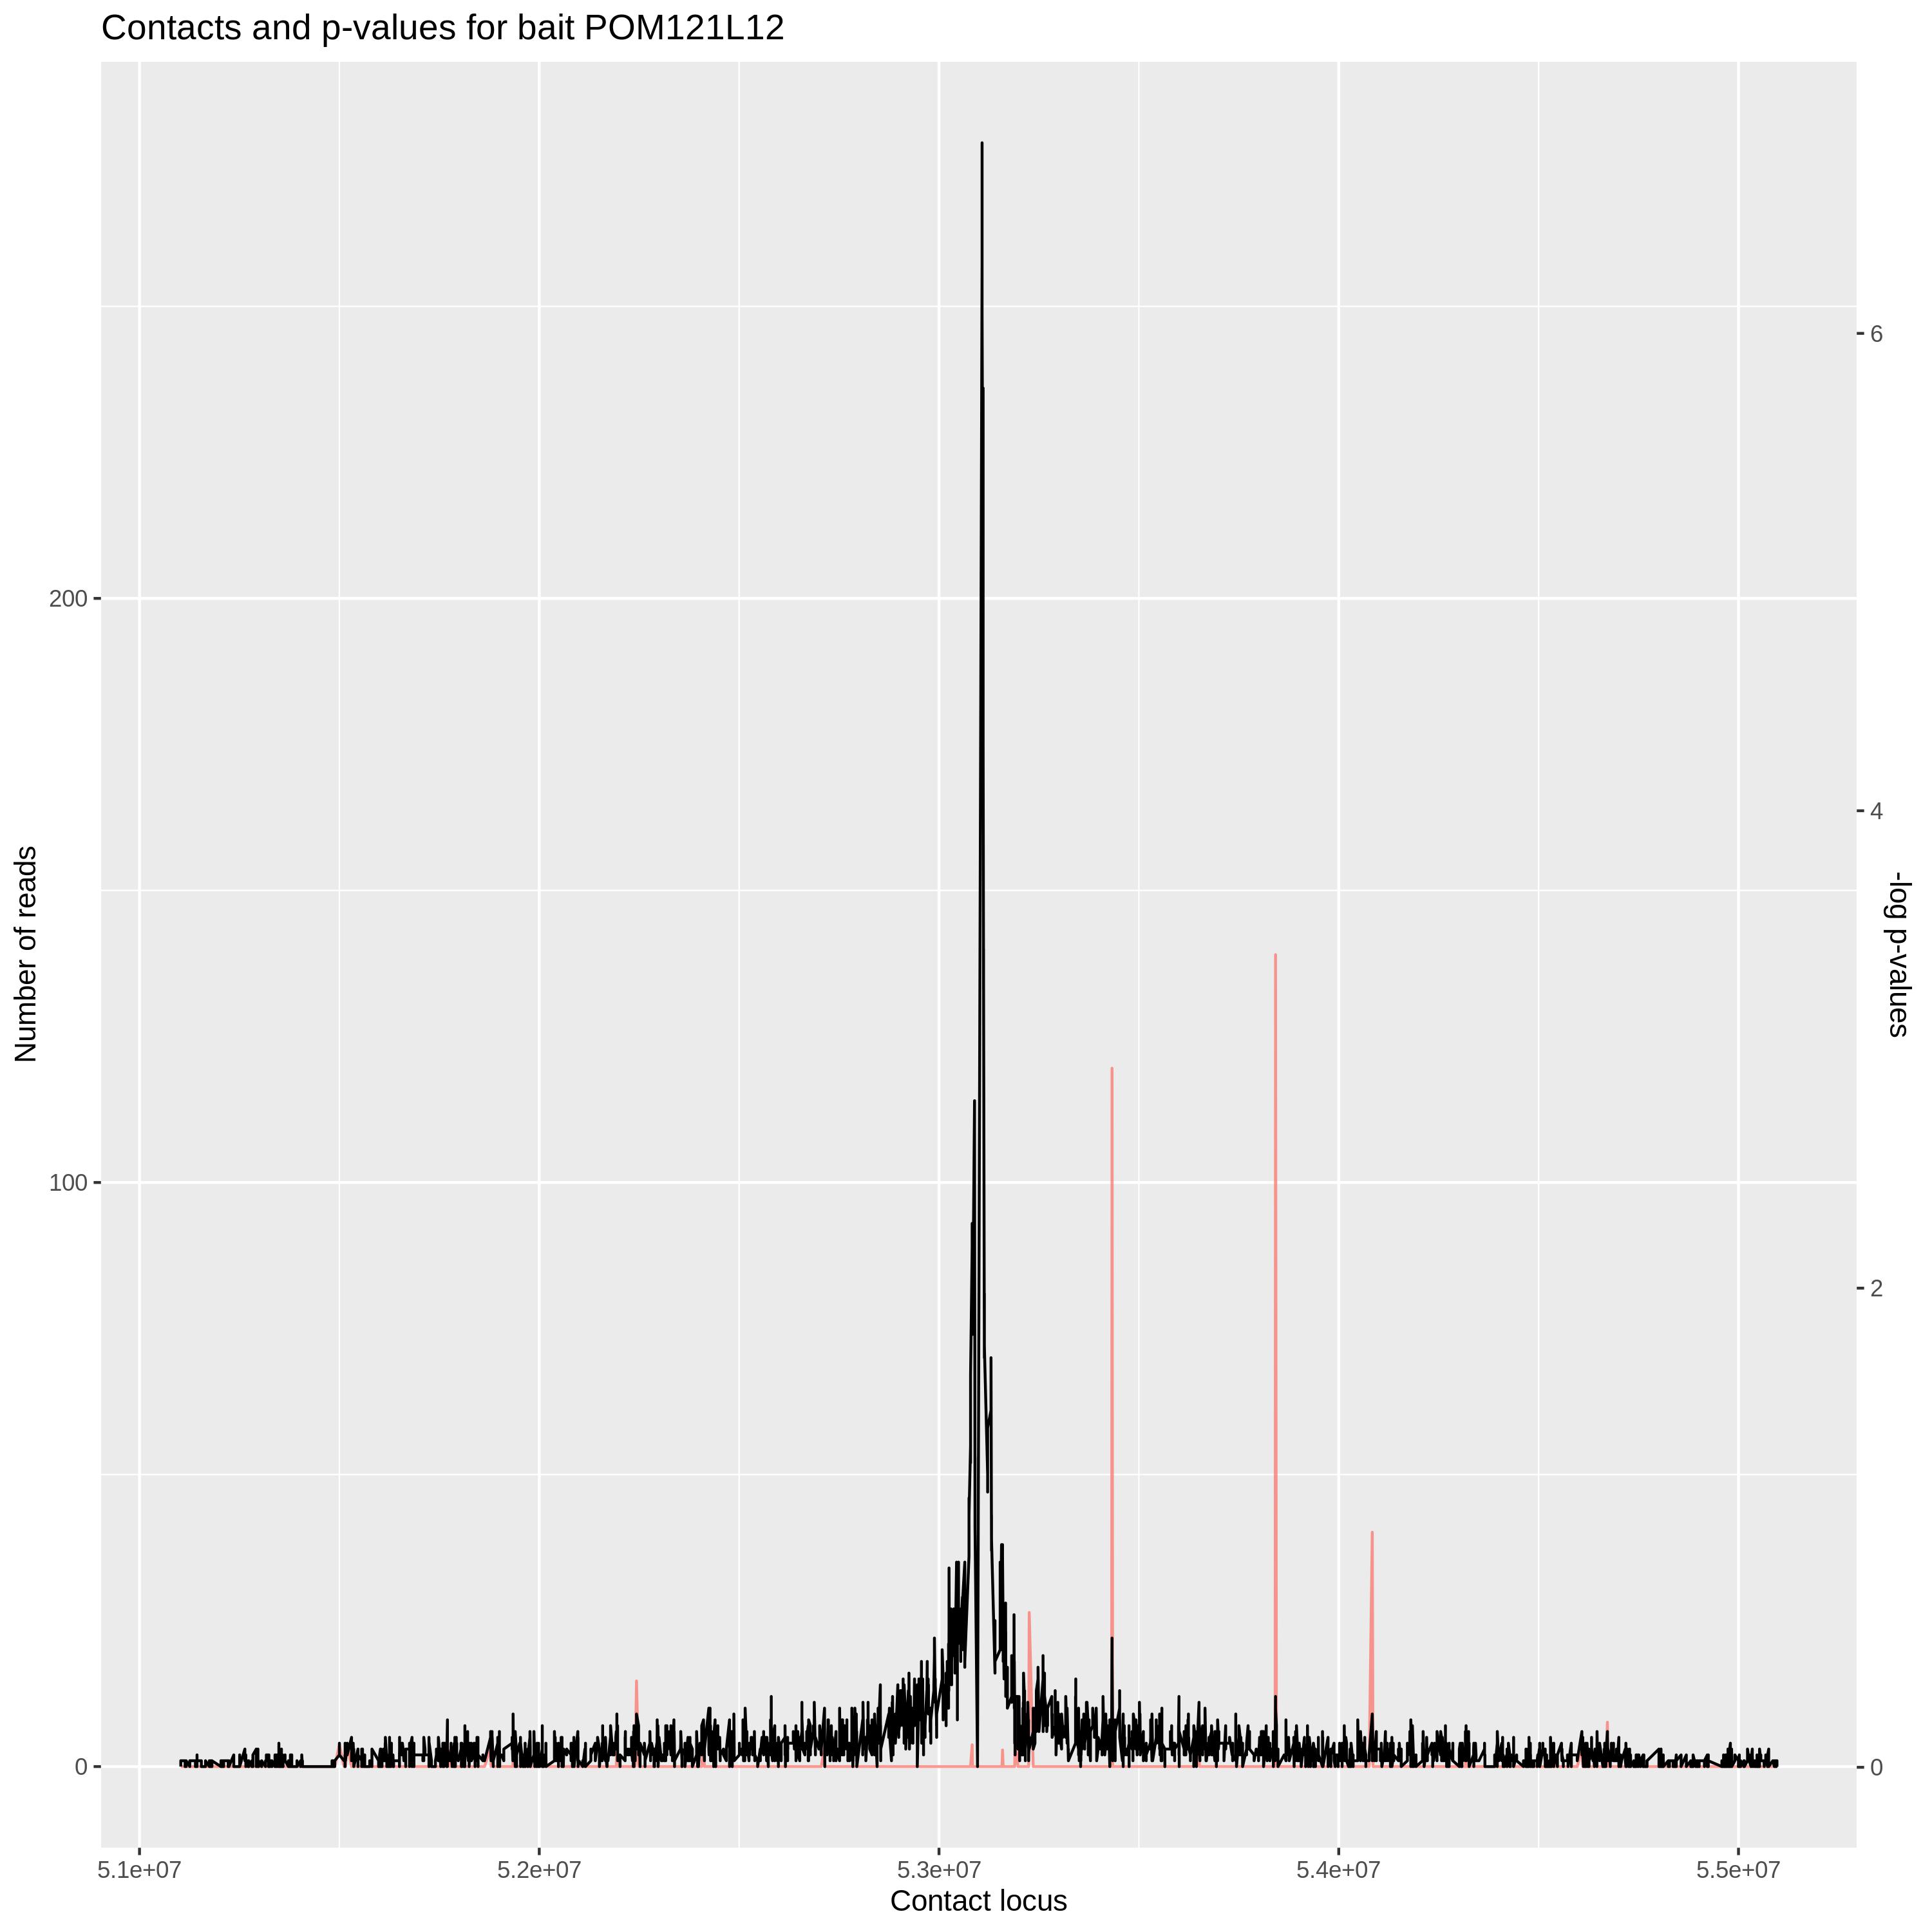 Contacts and p-values for bait POM121L12
Number of reads
200
100
0
6
4
2
0
-log p-values
5.1e+07
5.2e+07
5.3e+07
5.4e+07
5.5e+07
Contact locus